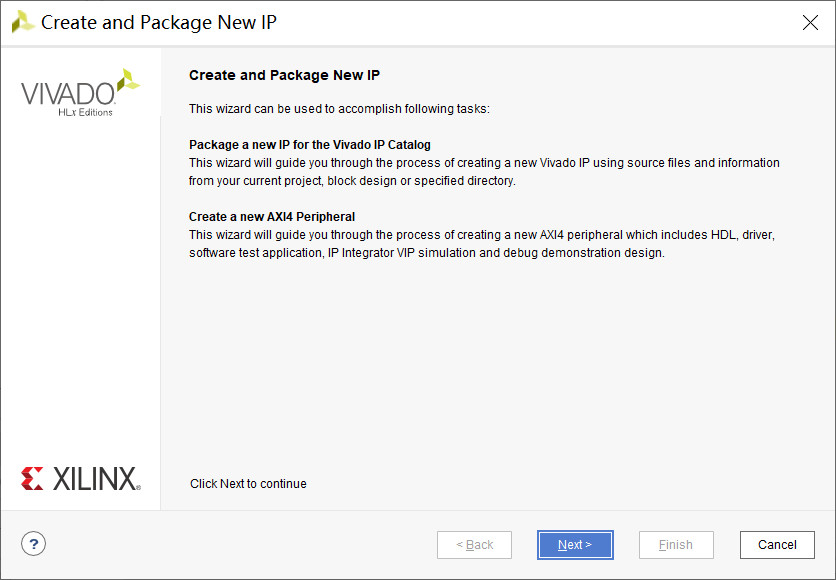 Create and Package New IP
VIVADO
HLx Editions
Create and Package New IP
This wizard can be used to accomplish following tasks:
Package a new IP for the Vivado IP Catalog
This wizard will guide you through the process of creating a new Vivado IP using source files and information
from your current project, block design or specified directory.
Create a new AXI4 Peripheral
This wizard will guide you through the process of creating a new AXI4 peripheral which includes HDL, driver,
software test application, IP Integrator VIP simulation and debug demonstration design.
XILINX®
Click Next to continue
?
< Back
Next >
Finish
Cancel